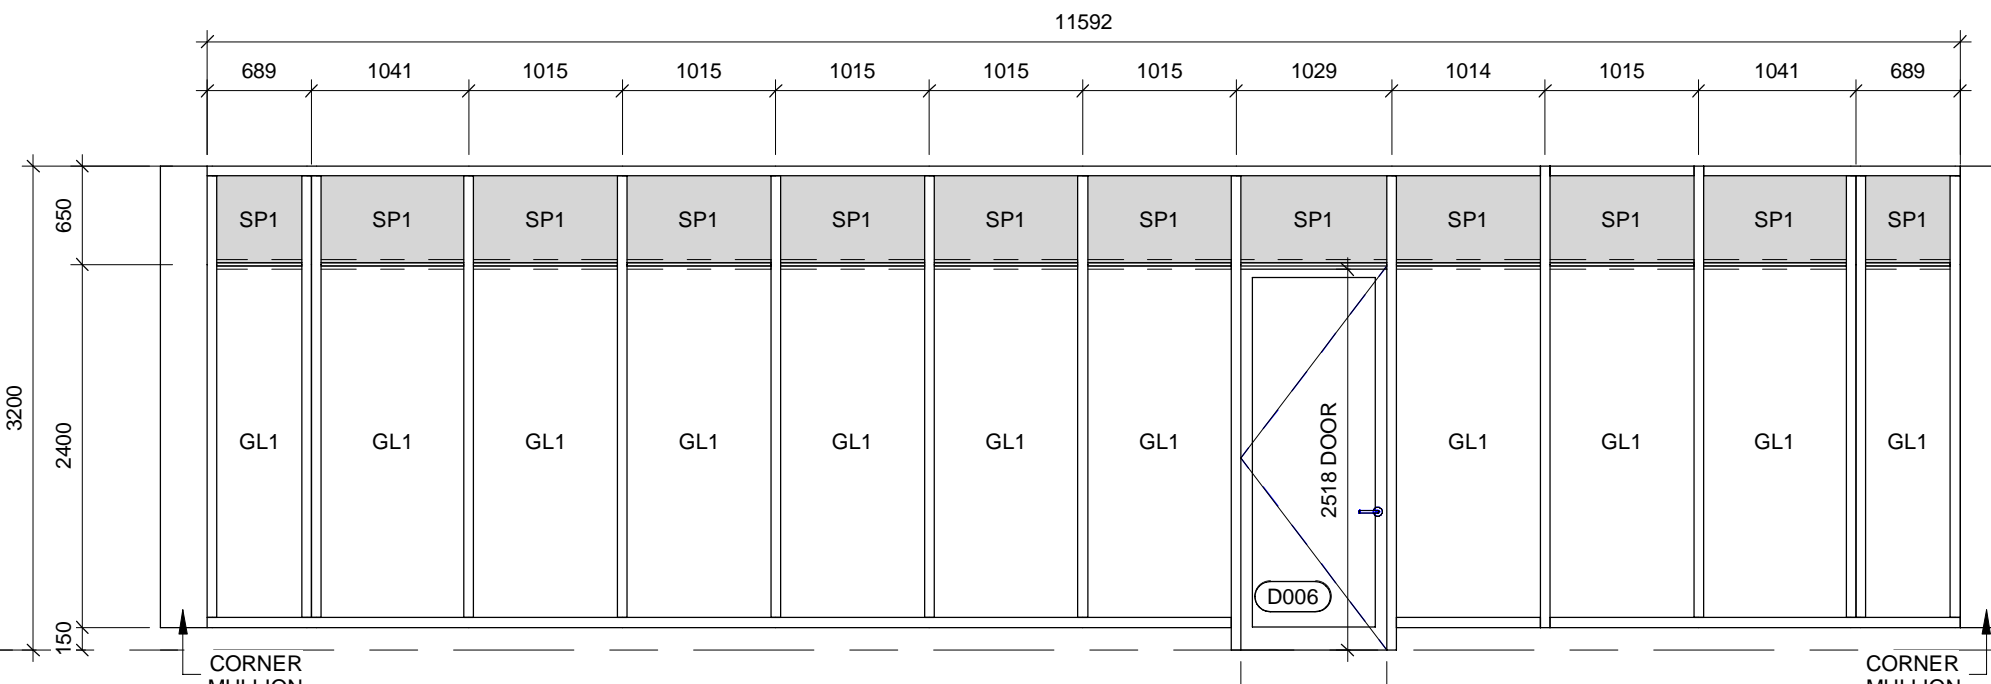 11592
689 1041 1015 1015 1015 1015 1015 1029 1014 1015 1041 689
SP1 SP1 SP1 SP1 SP1 SP1 SP1 SP1 SP1 SP1 SP1 SP1
650
3200
2400
GL1 GL1 GL1 GL1 GL1 GL1 GL1 GL1 GL1 GL1 GL1
2518 DOOR
D006
150
CORNER
MULLION
CORNER
MULLION